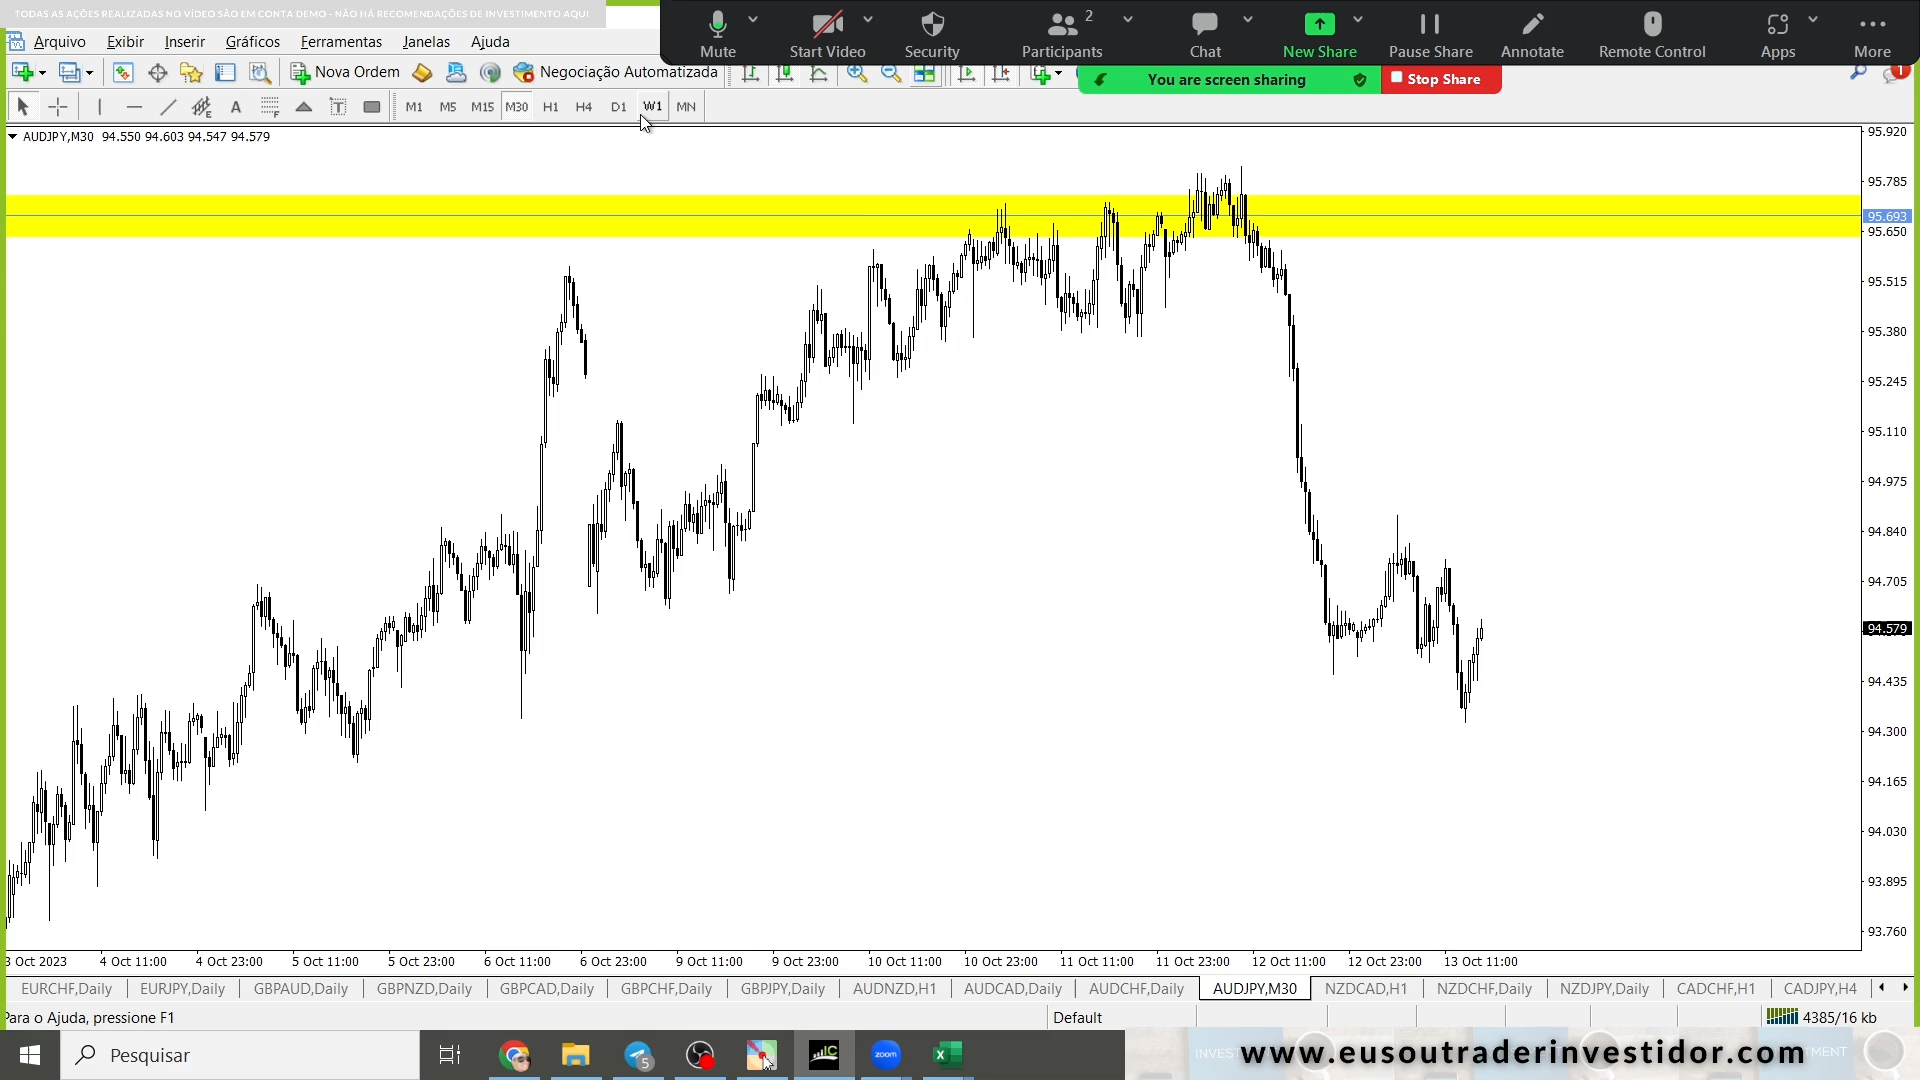 TODAS AS AÇÕES REALIZADAS NO VÍDEO SÃO EM CONTA DEMO - NÃO HÁ RECOMENDAÇÕES DE INVESTIMENTO AQUI
Mute
Start Video
Security
Participants
2
Chat
New Share
Pause Share
Annotate
Remote Control
Apps
More
Arquivo
Exibir
Inserir
Gráficos
Ferramentas
Janelas
Ajuda
Nova Ordem
Negociação Automatizada
You are screen sharing
Stop Share
1
A
T
M1
M5
M15
M30
H1
H4
D1
W1
MN
AUDJPY,M30 94.550 94.603 94.547 94.579
95.920
95.785
95.693
95.650
95.515
95.380
95.245
95.110
94.975
94.840
94.705
94.579
94.435
94.300
94.165
94.030
93.895
93.760
3 Oct 2023
4 Oct 11:00
4 Oct 23:00
5 Oct 11:00
5 Oct 23:00
6 Oct 11:00
6 Oct 23:00
9 Oct 11:00
9 Oct 23:00
10 Oct 11:00
10 Oct 23:00
11 Oct 11:00
11 Oct 23:00
12 Oct 11:00
12 Oct 23:00
13 Oct 11:00
EURCHF,Daily
EURJPY,Daily
GBPAUD,Daily
GBPNZD,Daily
GBPCAD,Daily
GBPCHF,Daily
GBPJPY,Daily
AUDNZD,H1
AUDCAD,Daily
AUDCHF,Daily
AUDJPY,M30
NZDCAD,H1
NZDCHF,Daily
NZDJPY,Daily
CADCHF,H1
CADJPY,H4
Para o Ajuda, pressione F1
Default
4385/16 kb
Pesquisar
5
IC
zoom
X
www.eusoutraderinvestidor.com